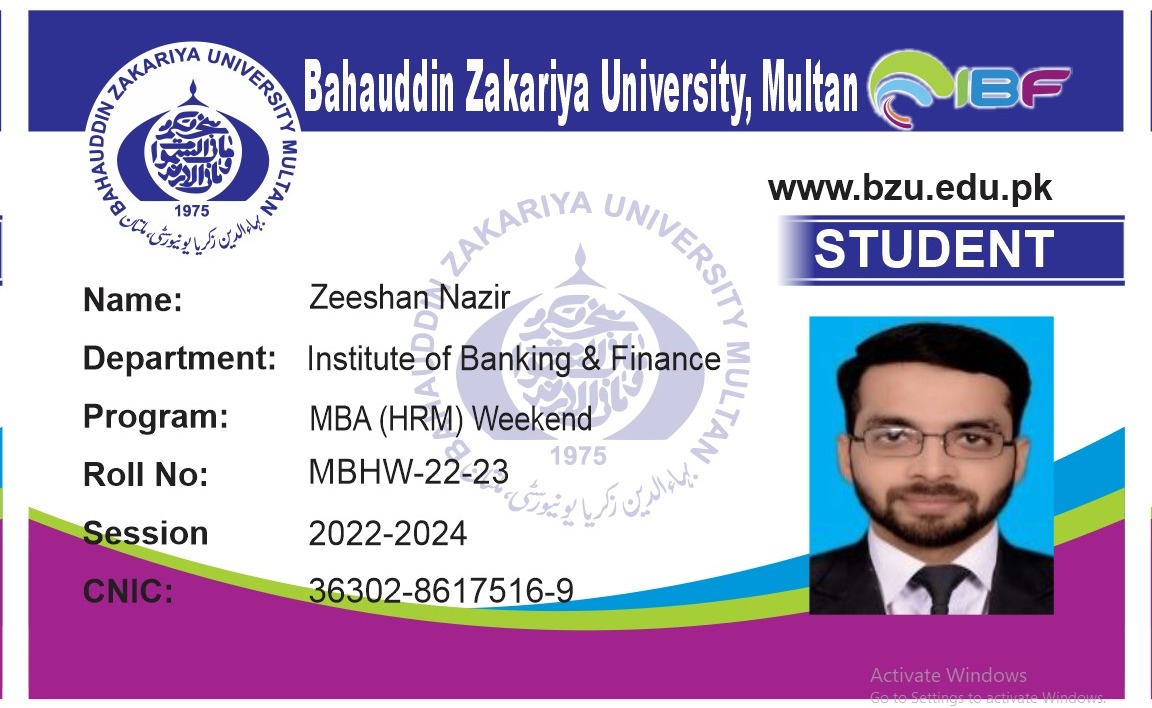 Bahauddin Zakariya University, Multan
IBF
BAHAUDDIN ZAKARIYA UNIVERSITY MULTAN
1975
بہاءالدین زکریا یونیورسٹی، ملتان
www.bzu.edu.pk
STUDENT
BAHAUDDIN ZAKARIYA UNIVERSITY MULTAN
1975
بہاءالدین زکریا یونیورسٹی، ملتان
Name: Zeeshan Nazir
Department: Institute of Banking & Finance
Program: MBA (HRM) Weekend
Roll No: MBHW-22-23
Session 2022-2024
CNIC: 36302-8617516-9
Activate Windows
Go to Settings to activate Windows.